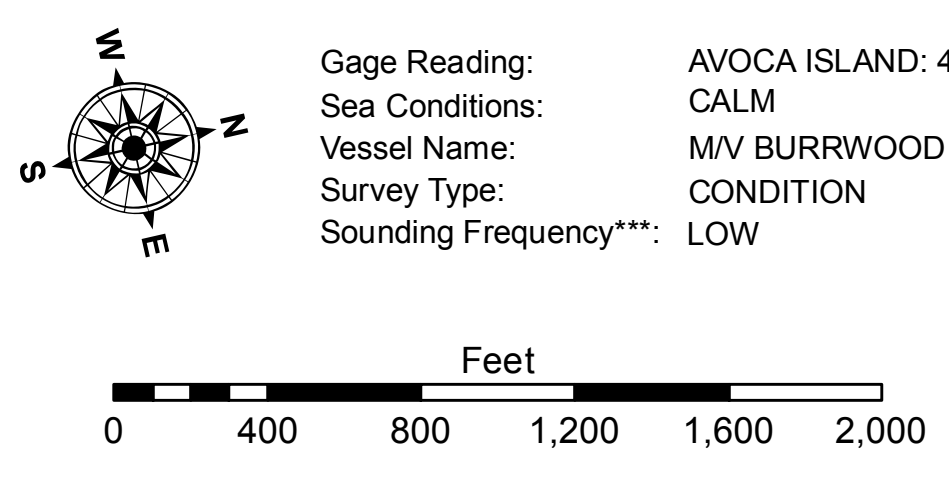 W
N
S
E
Gage Reading: AVOCA ISLAND: 4
Sea Conditions: CALM
Vessel Name: M/V BURRWOOD
Survey Type: CONDITION
Sounding Frequency***: LOW
Feet
0 400 800 1,200 1,600 2,000